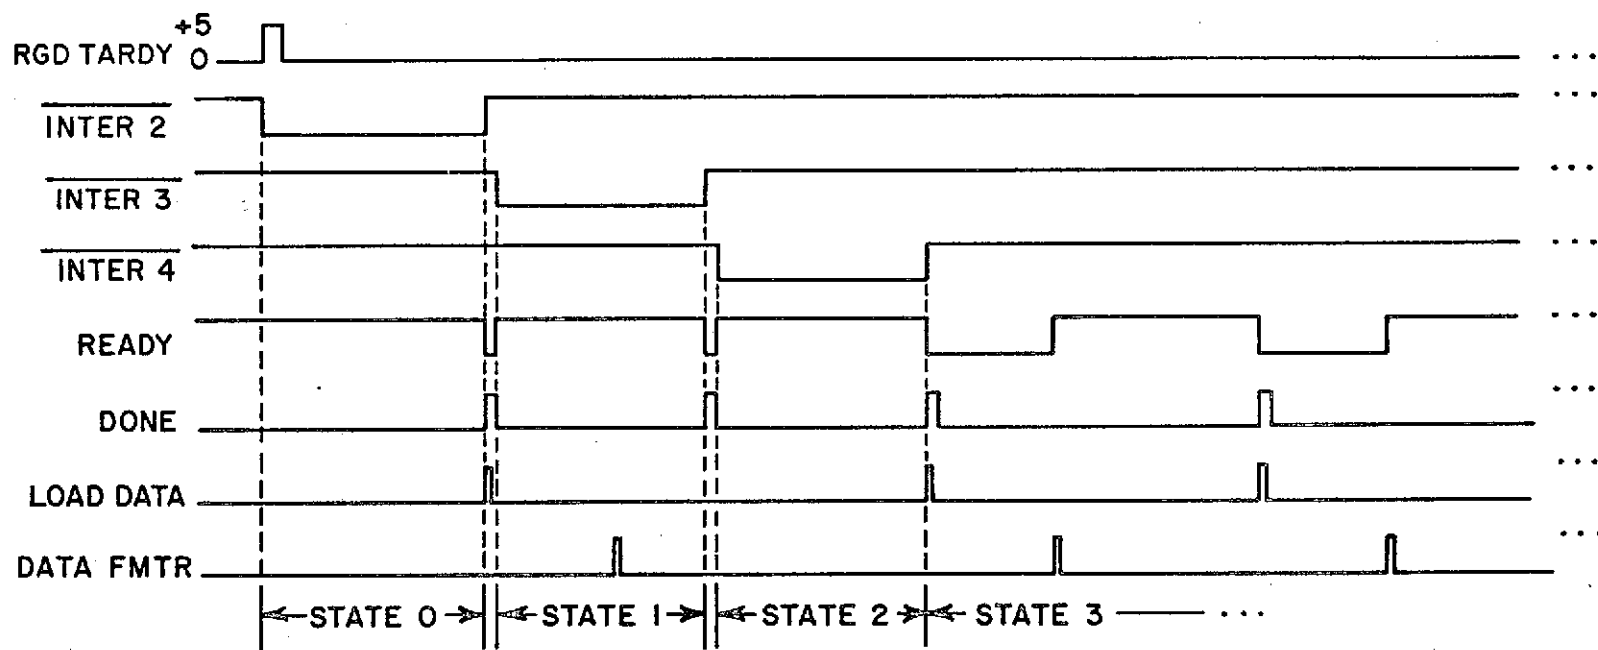 +5
RGD TARDY 0
INTER 2
INTER 3
INTER 4
READY
DONE
LOAD DATA
DATA FMTR
STATE 0 STATE 1 STATE 2 STATE 3